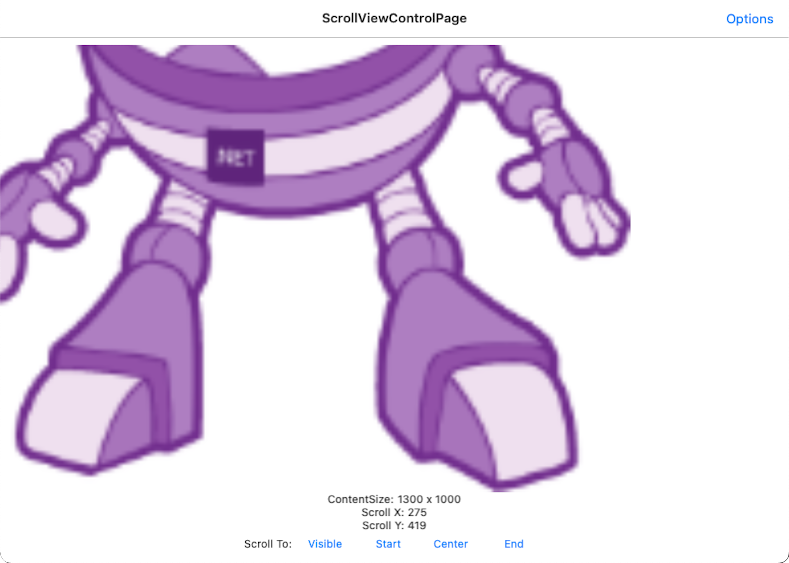 ScrollViewControlPage
Options
.NET
ContentSize: 1300 x 1000
Scroll X: 275
Scroll Y: 419
Scroll To: Visible Start Center End